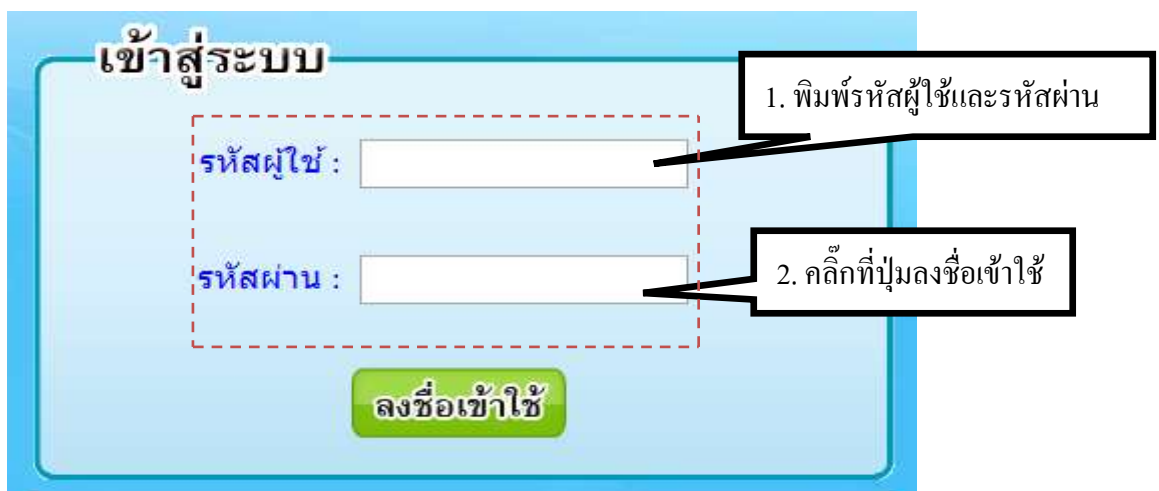 เข้าสู่ระบบ
1. พิมพ์รหัสผู้ใช้และรหัสผ่าน
รหัสผู้ใช้ :
2. คลิ๊กที่ปุ่มลงชื่อเข้าใช้
รหัสผ่าน :
ลงชื่อเข้าใช้